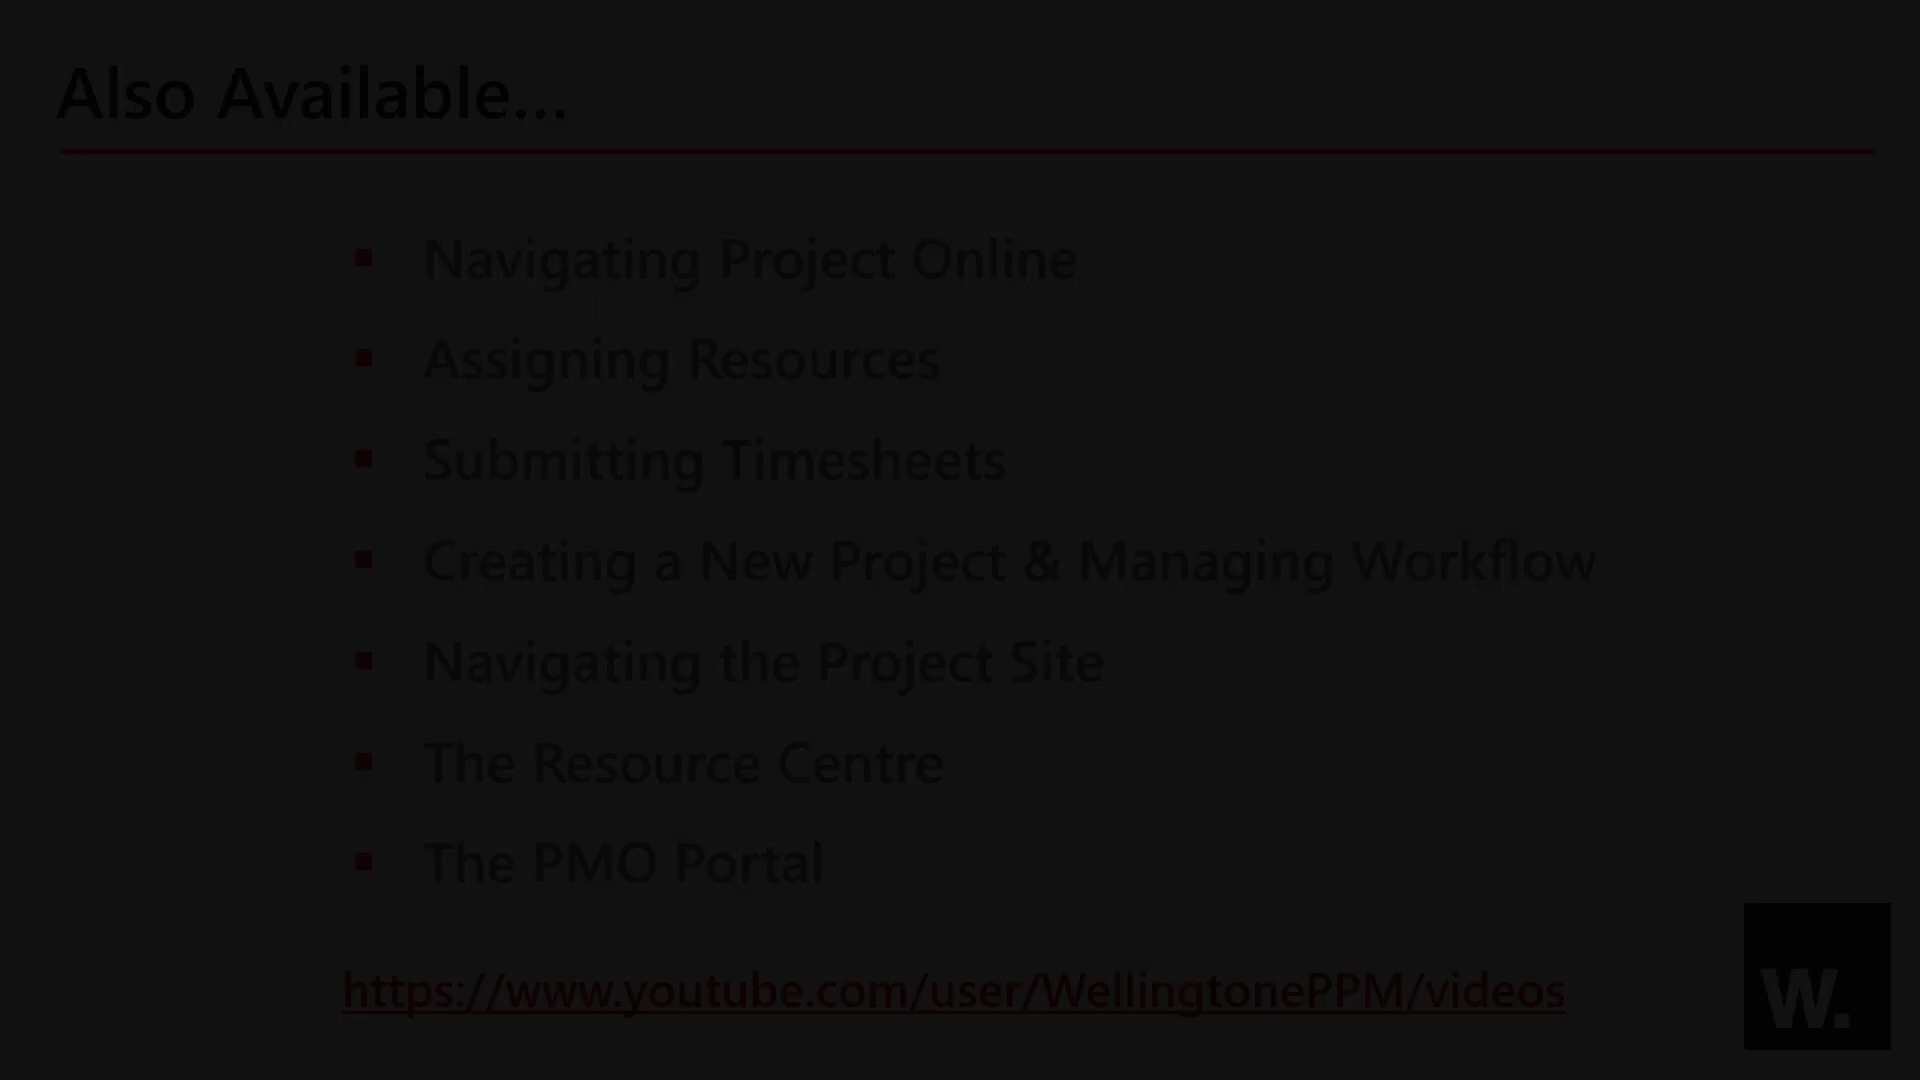 Also Available...
Navigating Project Online
Assigning Resources
Submitting Timesheets
Creating a New Project & Managing Workflow
Navigating the Project Site
The Resource Centre
The PMO Portal
https://www.youtube.com/user/WellingtonePPM/videos
W.